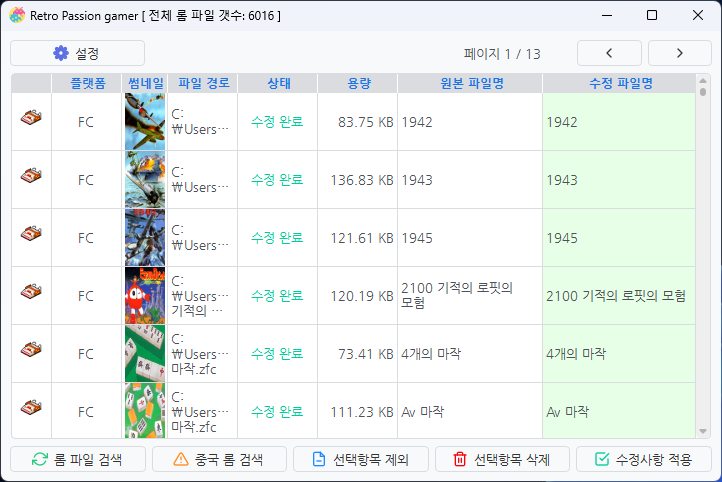 Retro Passion gamer [ 전체 롬 파일 갯수: 6016 ]
설정
페이지 1 / 13
플랫폼 썸네일 파일 경로 상태 용량 원본 파일명 수정 파일명
FC C:
₩Users… 수정 완료 83.75 KB 1942 1942
FC C:
₩Users… 수정 완료 136.83 KB 1943 1943
FC C:
₩Users… 수정 완료 121.61 KB 1945 1945
FC C:
₩Users…
기적의 … 수정 완료 120.19 KB 2100 기적의 로핏의
모험 2100 기적의 로핏의 모험
FC C:
₩Users…
마작.zfc 수정 완료 73.41 KB 4개의 마작 4개의 마작
FC C:
₩Users…
마작.zfc 수정 완료 111.23 KB Av 마작 Av 마작
롬 파일 검색 중국 롬 검색 선택항목 제외 선택항목 삭제 수정사항 적용